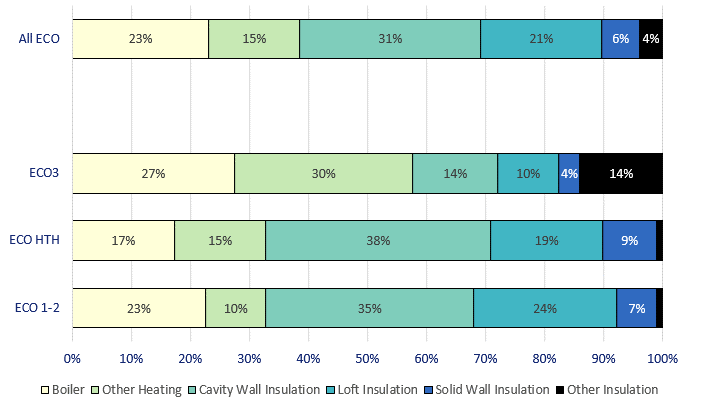 All ECO 23% 15% 31% 21% 6% 4%
ECO3 27% 30% 14% 10% 4% 14%
ECO HTH 17% 15% 38% 19% 9%
ECO 1-2 23% 10% 35% 24% 7%
0% 10% 20% 30% 40% 50% 60% 70% 80% 90% 100%
Boiler Other Heating Cavity Wall Insulation Loft Insulation Solid Wall Insulation Other Insulation